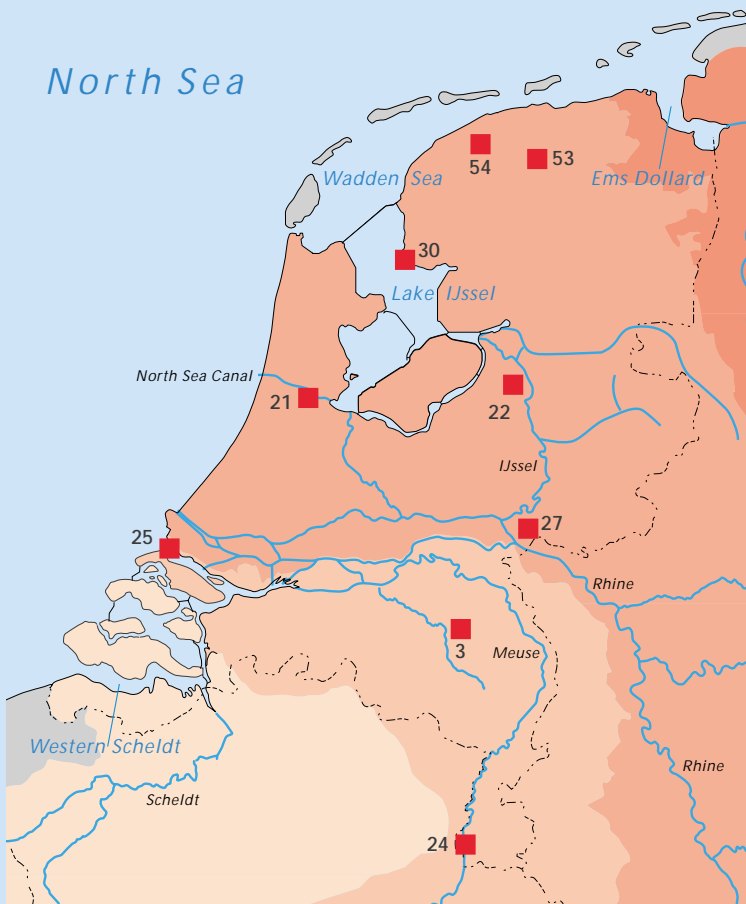 North Sea
Wadden Sea
54
53
Ems Dollard
30
Lake IJssel
North Sea Canal
21
22
IJssel
25
27
Rhine
3
Meuse
Western Scheldt
Rhine
Scheldt
24